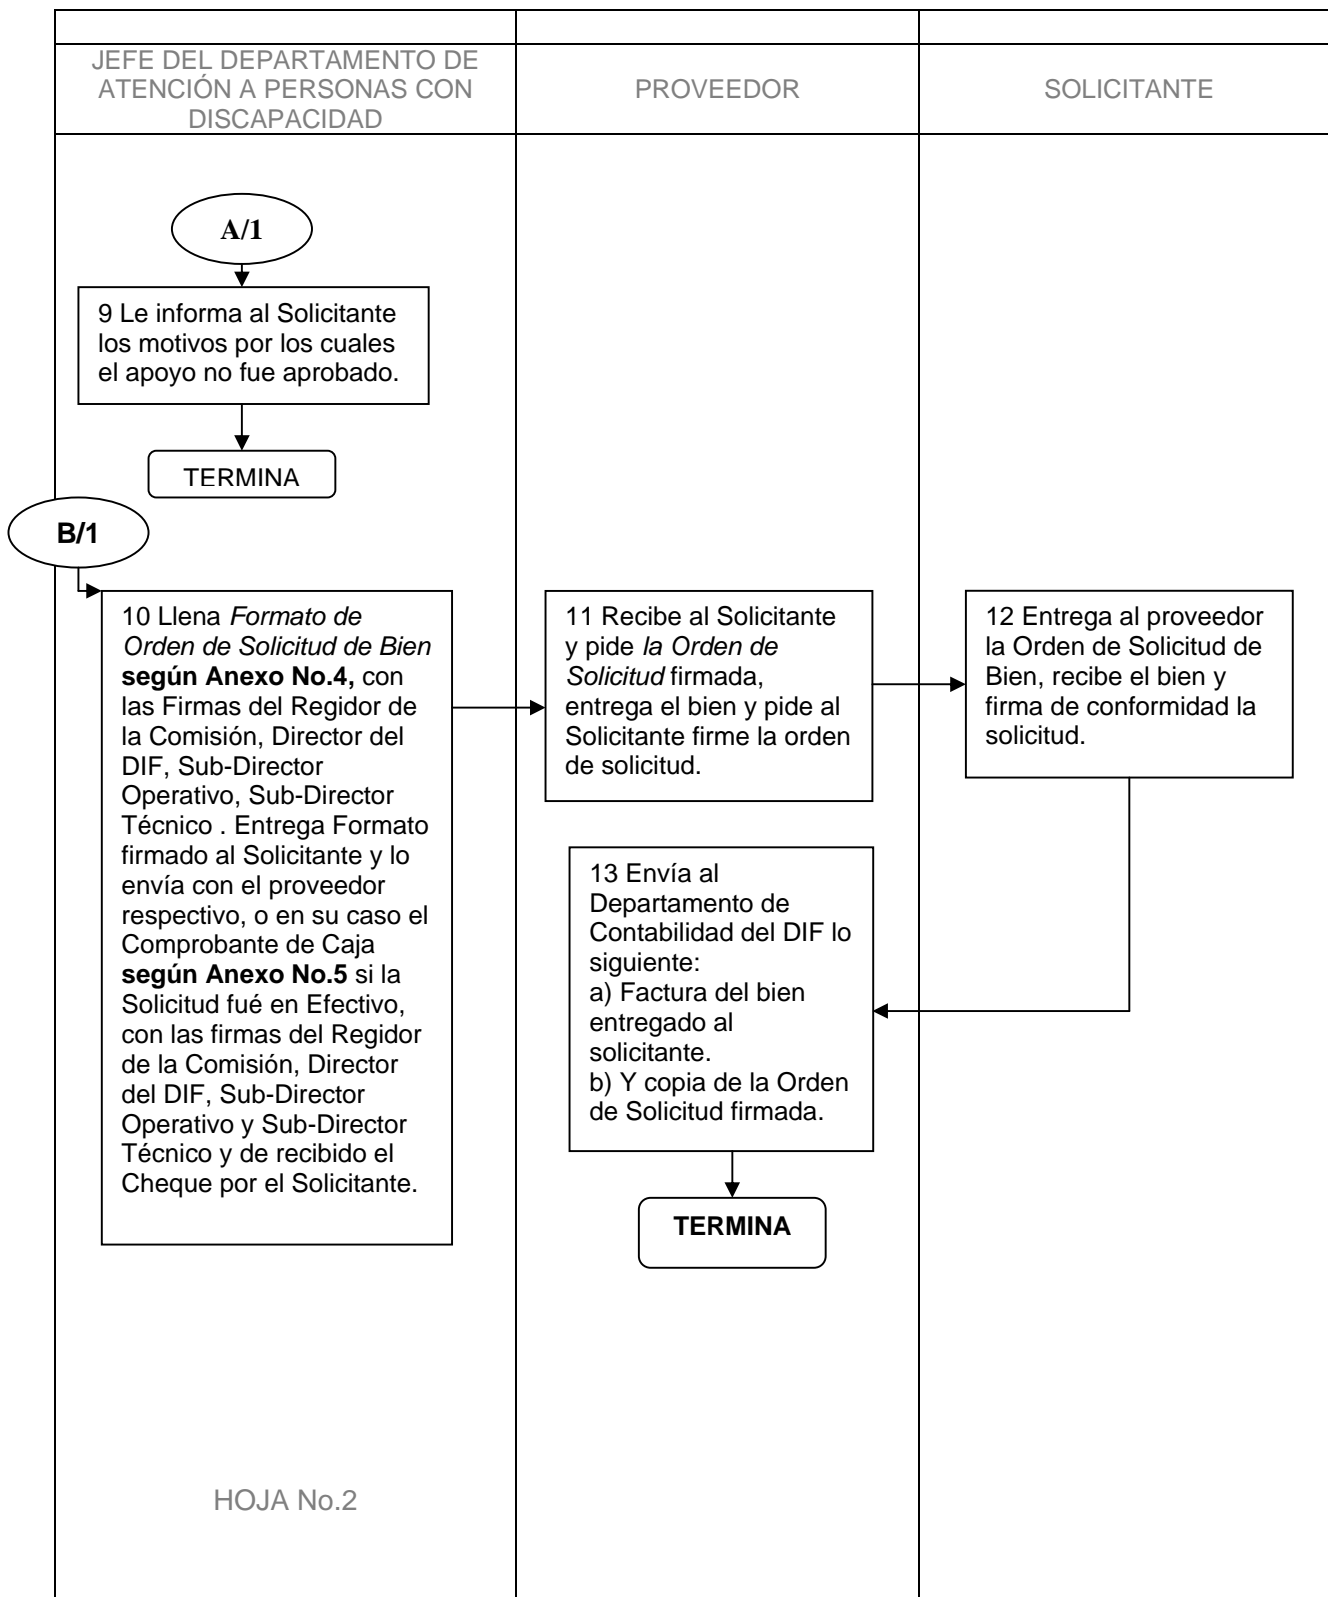 JEFE DEL DEPARTAMENTO DE
ATENCIÓN A PERSONAS CON
DISCAPACIDAD
PROVEEDOR
SOLICITANTE
A/1
9 Le informa al Solicitante
los motivos por los cuales
el apoyo no fue aprobado.
TERMINA
B/1
10 Llena Formato de
Orden de Solicitud de Bien
según Anexo No.4, con
las Firmas del Regidor de
la Comisión, Director del
DIF, Sub-Director
Operativo, Sub-Director
Técnico . Entrega Formato
firmado al Solicitante y lo
envía con el proveedor
respectivo, o en su caso el
Comprobante de Caja
según Anexo No.5 si la
Solicitud fué en Efectivo,
con las firmas del Regidor
de la Comisión, Director
del DIF, Sub-Director
Operativo y Sub-Director
Técnico y de recibido el
Cheque por el Solicitante.
11 Recibe al Solicitante
y pide la Orden de
Solicitud firmada,
entrega el bien y pide al
Solicitante firme la orden
de solicitud.
12 Entrega al proveedor
la Orden de Solicitud de
Bien, recibe el bien y
firma de conformidad la
solicitud.
13 Envía al
Departamento de
Contabilidad del DIF lo
siguiente:
a) Factura del bien
entregado al
solicitante.
b) Y copia de la Orden
de Solicitud firmada.
TERMINA
HOJA No.2